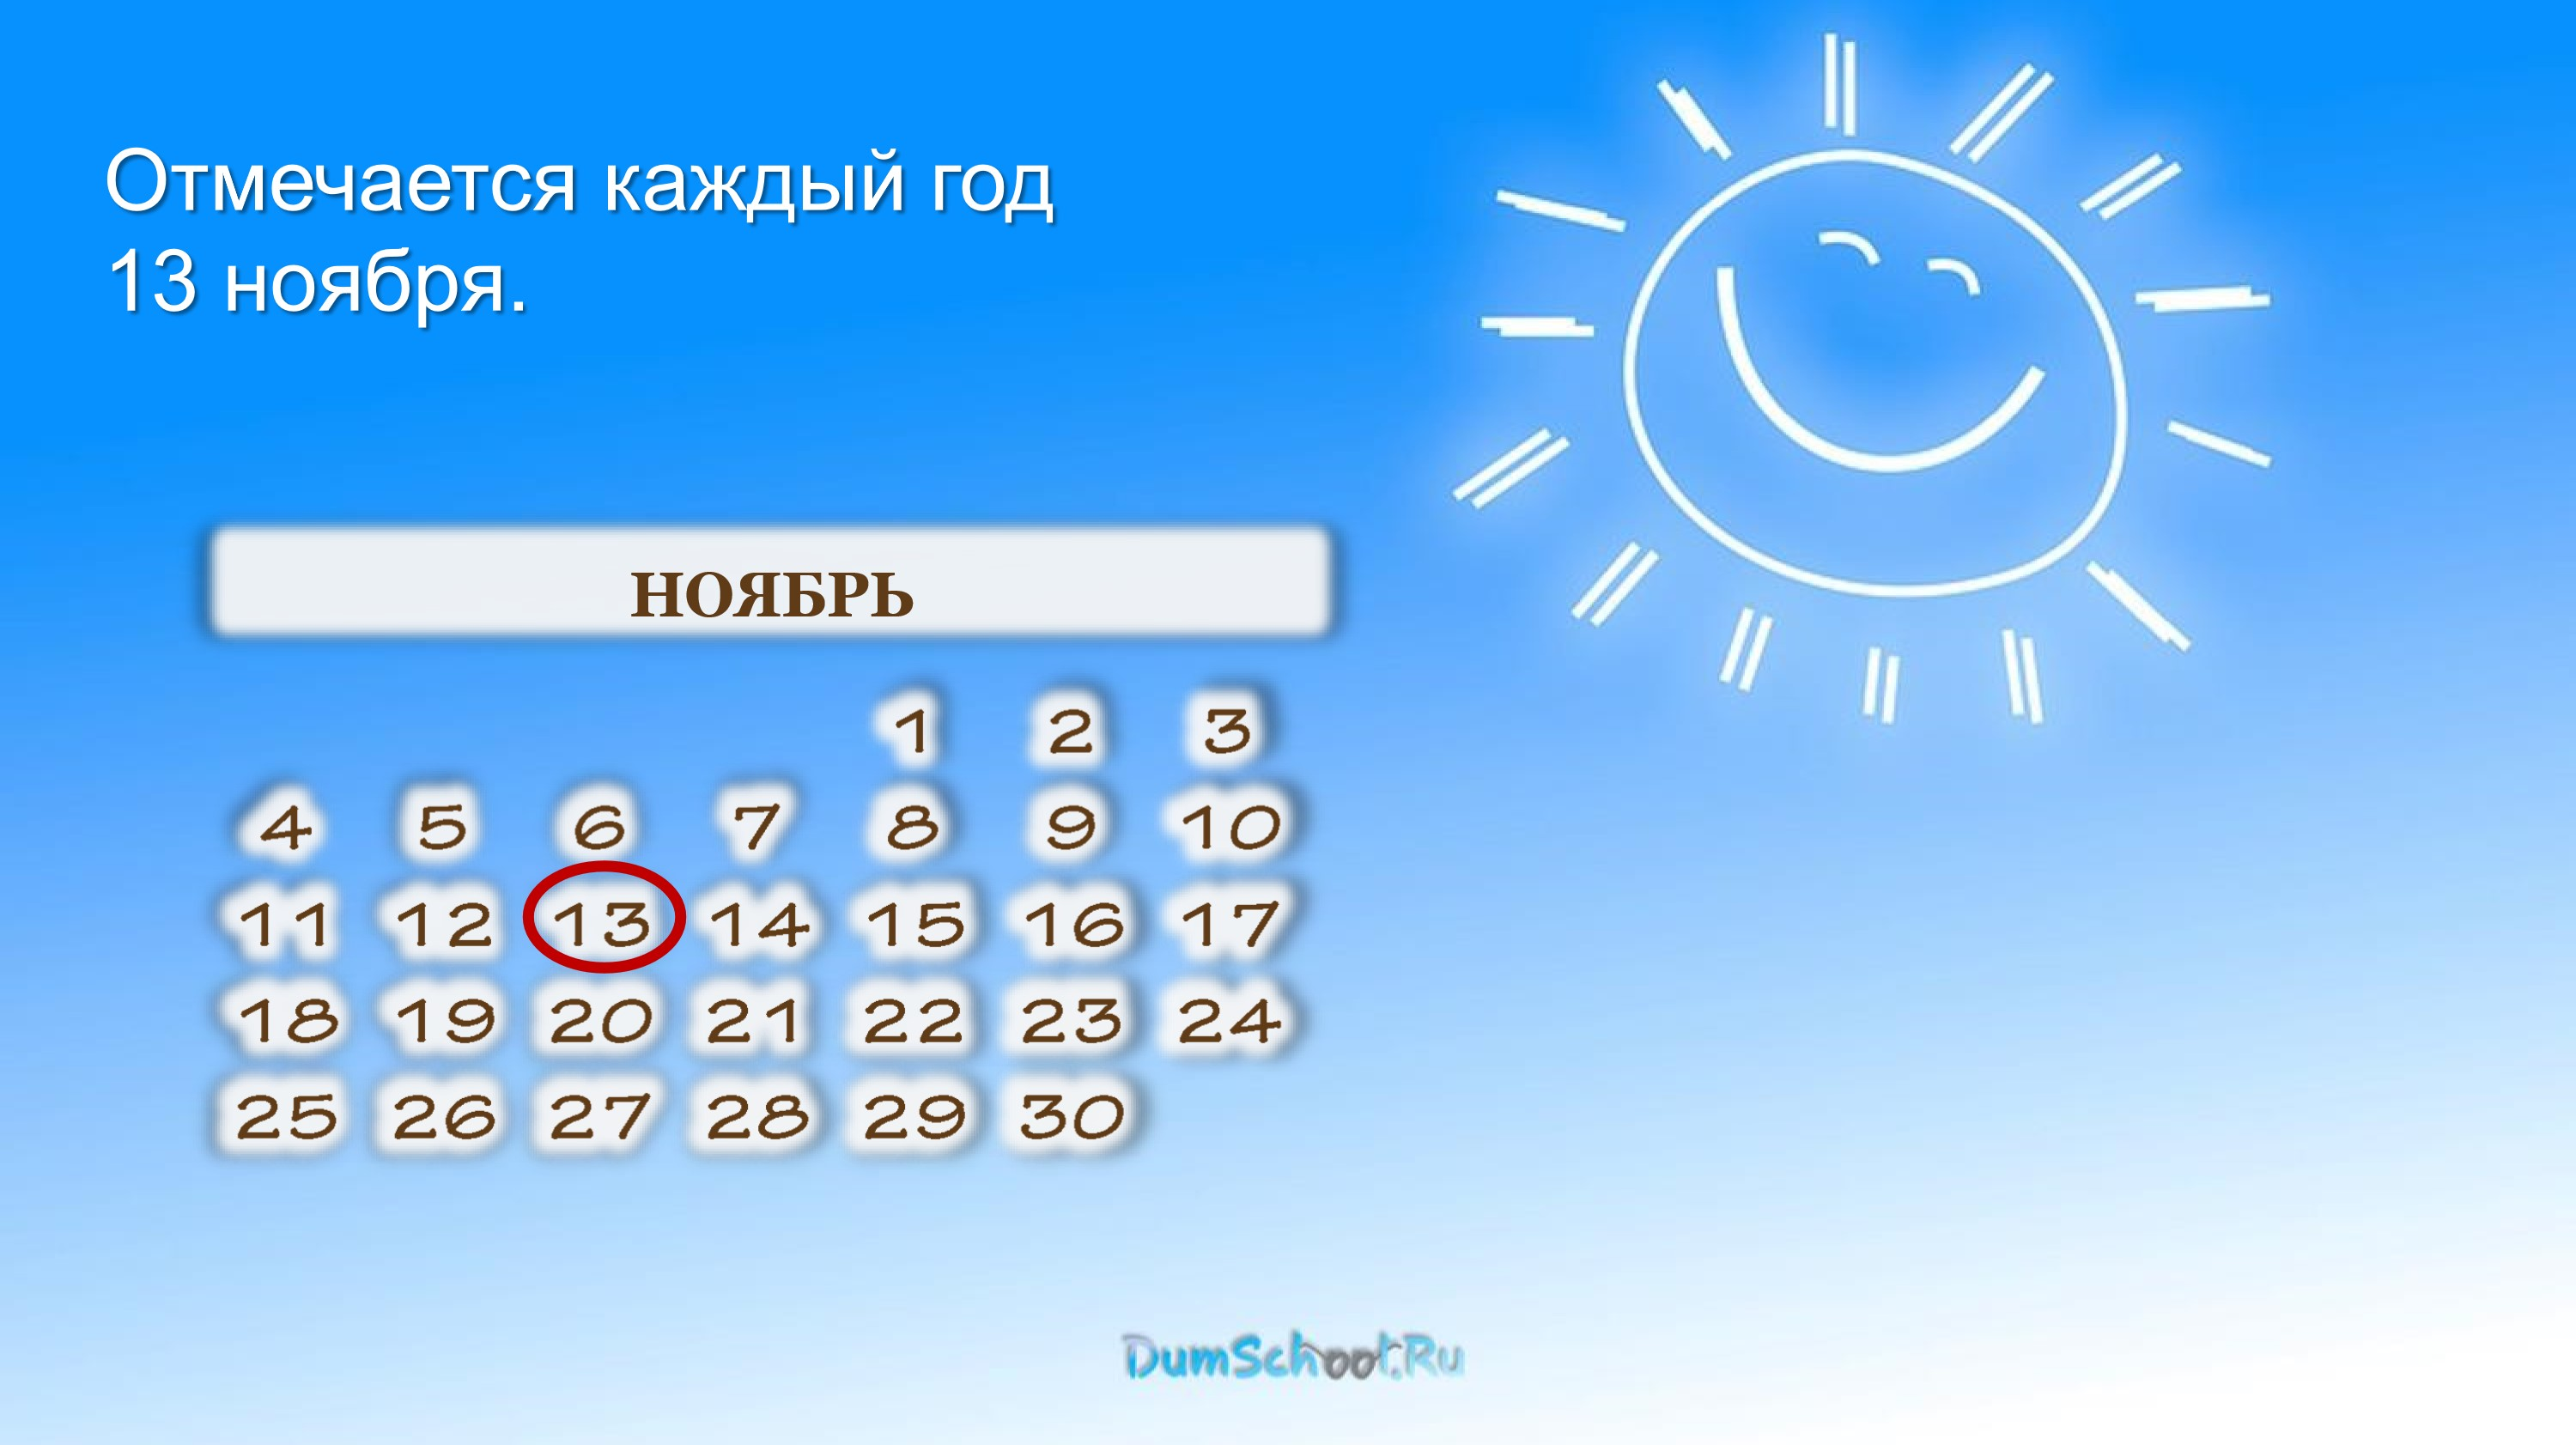 Отмечается каждый год
13 ноября.
НОЯБРЬ
1 2 3
4 5 6 7 8 9 10
11 12 13 14 15 16 17
18 19 20 21 22 23 24
25 26 27 28 29 30
DumSchool.Ru